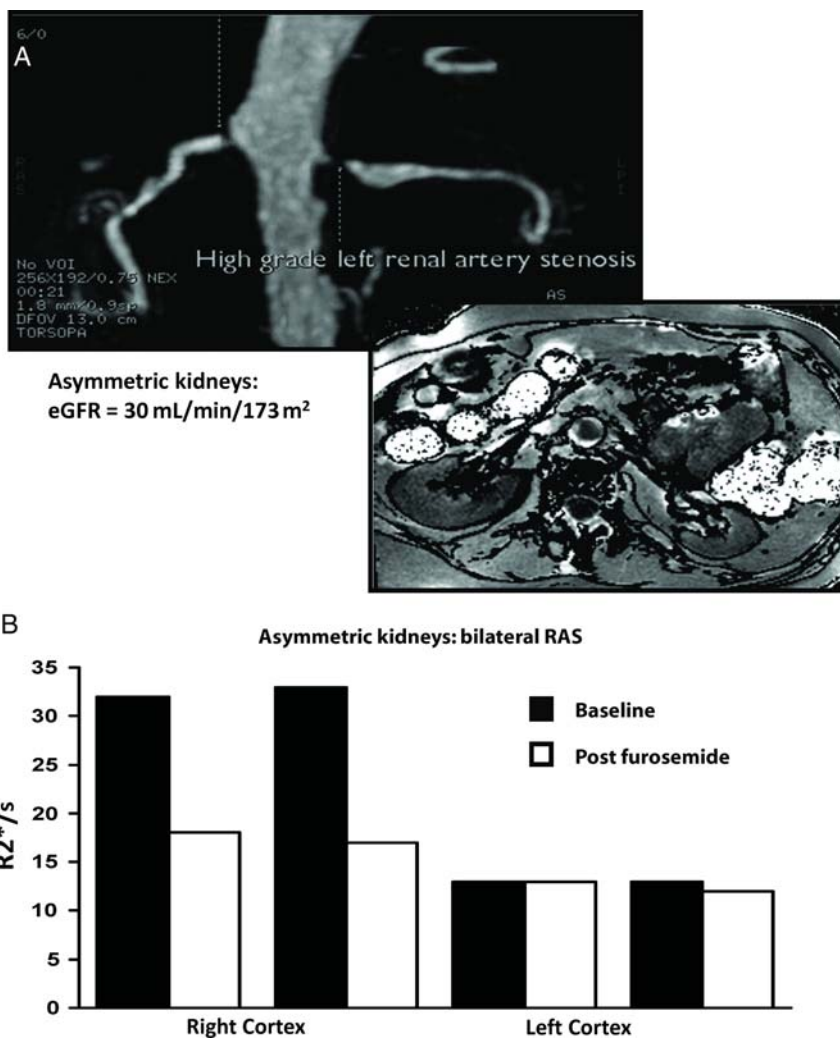 6/0
A
High grade left renal artery stenosis
No VOI
256X192/0.75 NEX
00:21
1.8 mm/0.9sp
DFOV 13.0 cm
TORSOPA
AS
Asymmetric kidneys:
eGFR = 30 mL/min/173 m²
B
Asymmetric kidneys: bilateral RAS
35
30
25
20
15
10
5
0
R2*/s
Baseline
Post furosemide
Right Cortex
Left Cortex